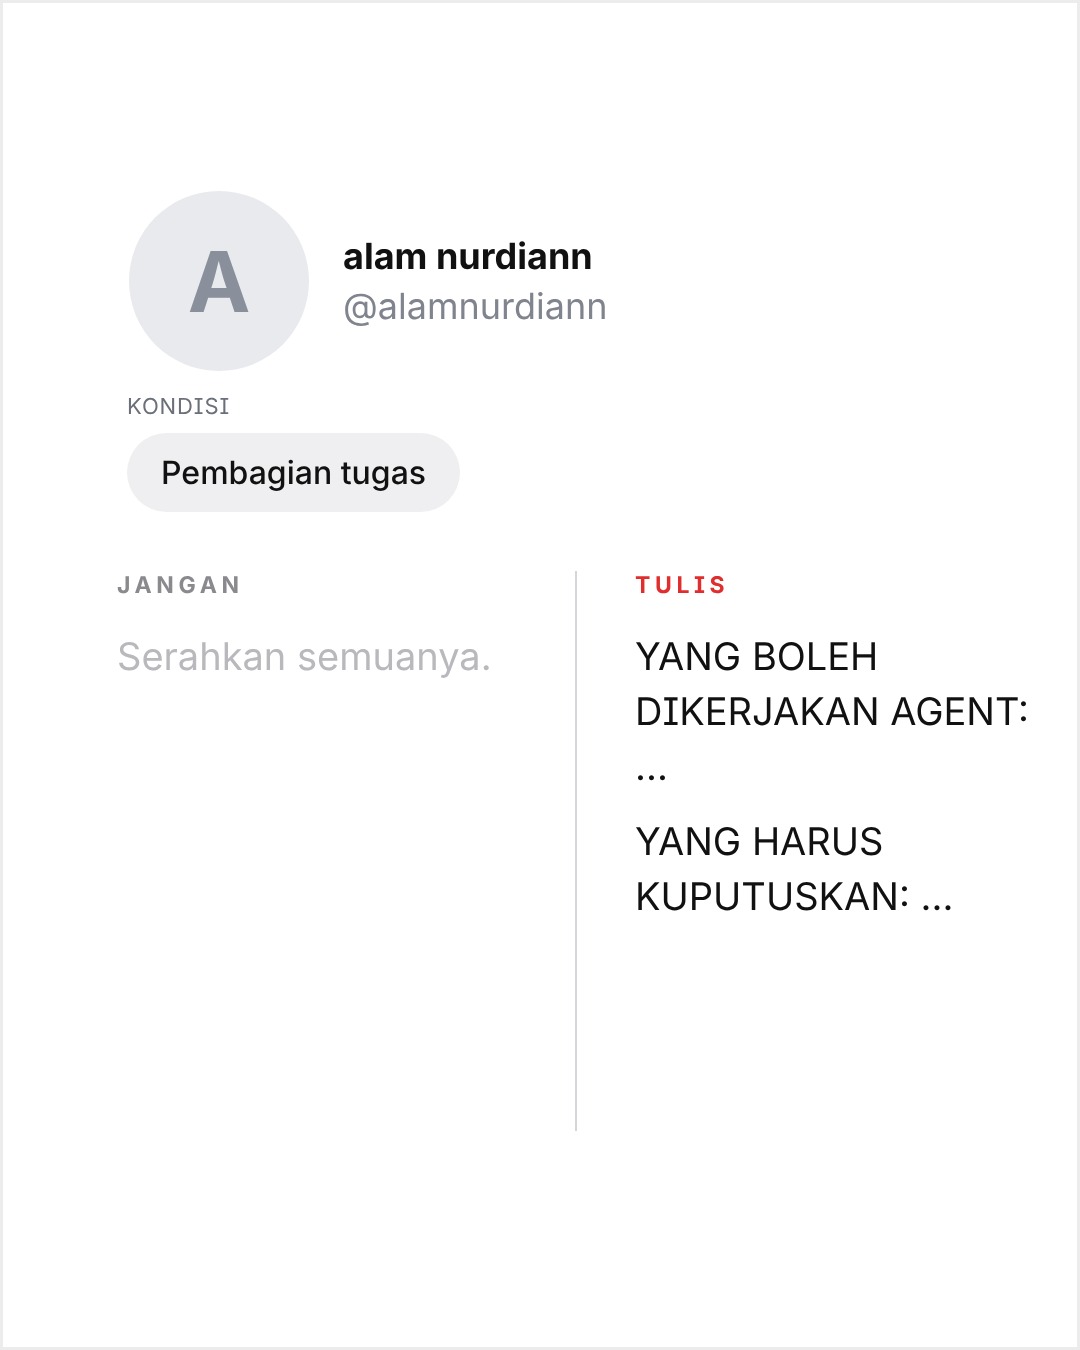 A
alam nurdiann
@alamnurdiann
KONDISI
Pembagian tugas
JANGAN
Serahkan semuanya.
TULIS
YANG BOLEH
DIKERJAKAN AGENT:
...
YANG HARUS
KUPUTUSKAN: ...